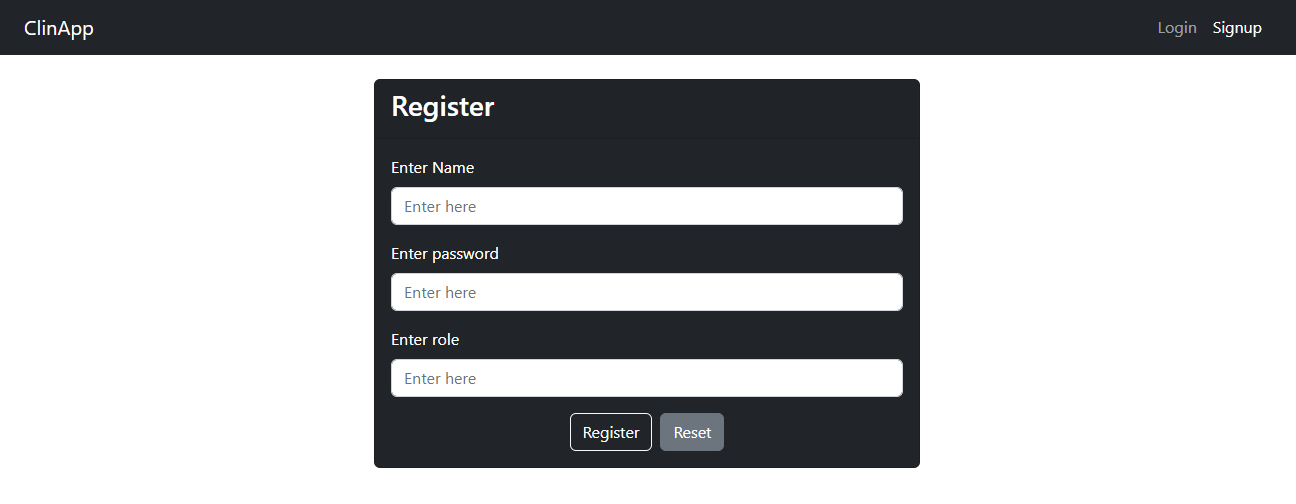 ClinApp Login Signup
Register
Enter Name
Enter here
Enter password
Enter here
Enter role
Enter here
Register Reset